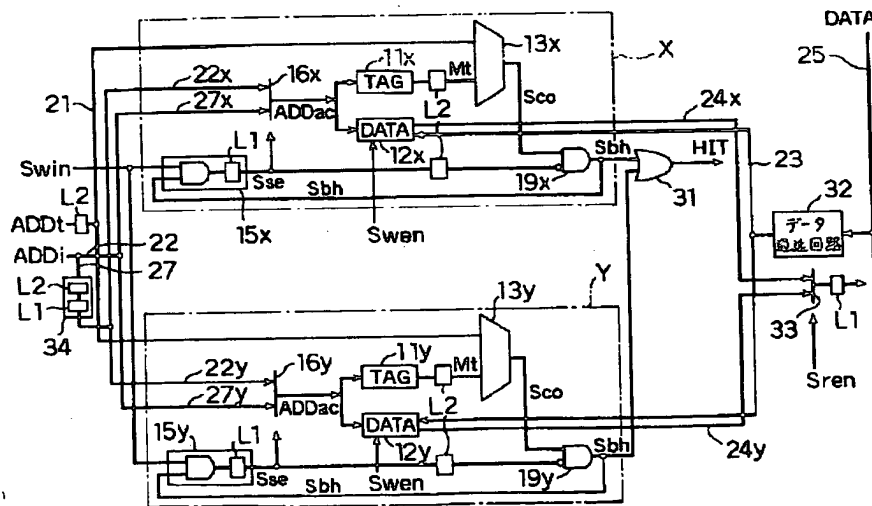 DATA
25
13x
X
11x
Mt
16x
TAG
22x
21
27x
L2
Sco
ADDac
24x
DATA
12x
Sbh
HIT
L1
Swin
Sse
Sbh
19x
31
23
32
データ
L2
15x
Swen
ADDt
22
ADDi
27
L2
L1
34
33
L1
Y
13y
16y
11y
Mt
TAG
22y
L2
Sco
Sren
27y
ADDac
DATA
15y
L1
12y
Sbh
24y
Sse
Sbh
Swen
19y